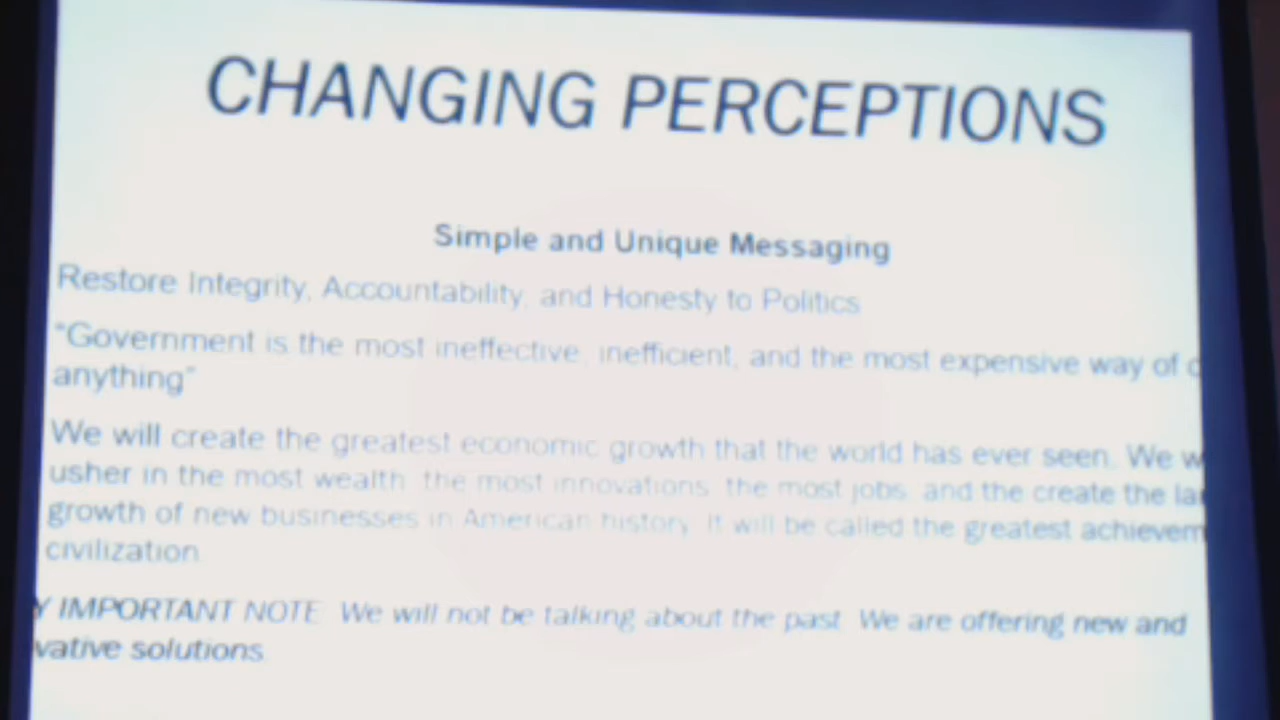 CHANGING PERCEPTIONS
Simple and Unique Messaging
Restore Integrity, Accountability, and Honesty to Politics
"Government is the most ineffective, inefficient, and the most expensive way of
anything"
We will create the greatest economic growth that the world has ever seen. We
usher in the most wealth, the most innovations, the most jobs, and the create the
growth of new businesses in American history. It will be called the greatest
civilization.
IMPORTANT NOTE: We will not be talking about the past. We are offering new and
solutions.